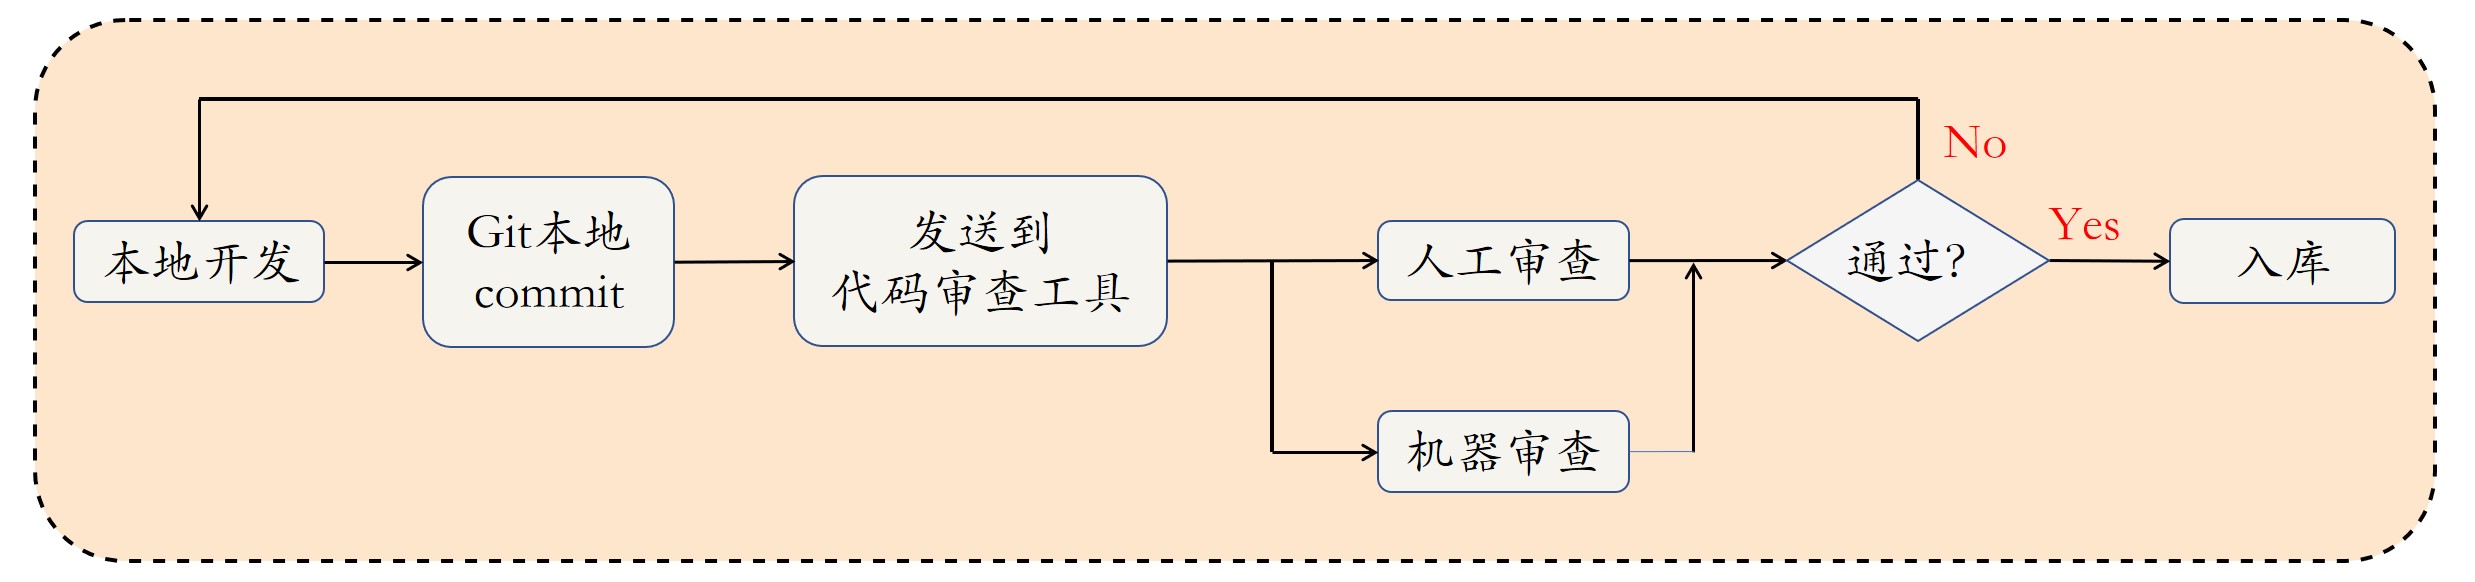 No
本地开发
Git本地
commit
发送到
代码审查工具
人工审查
通过?
Yes
入库
机器审查